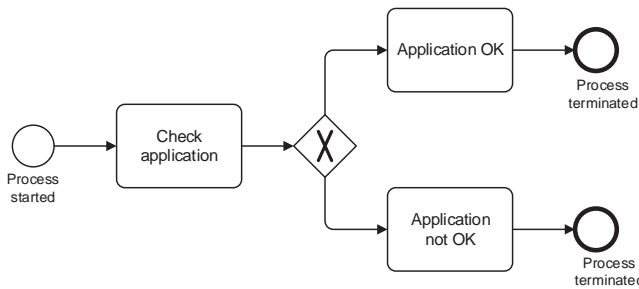 Process
started
Check
application
X
Application OK
Process
terminated
Application
not OK
Process
terminated